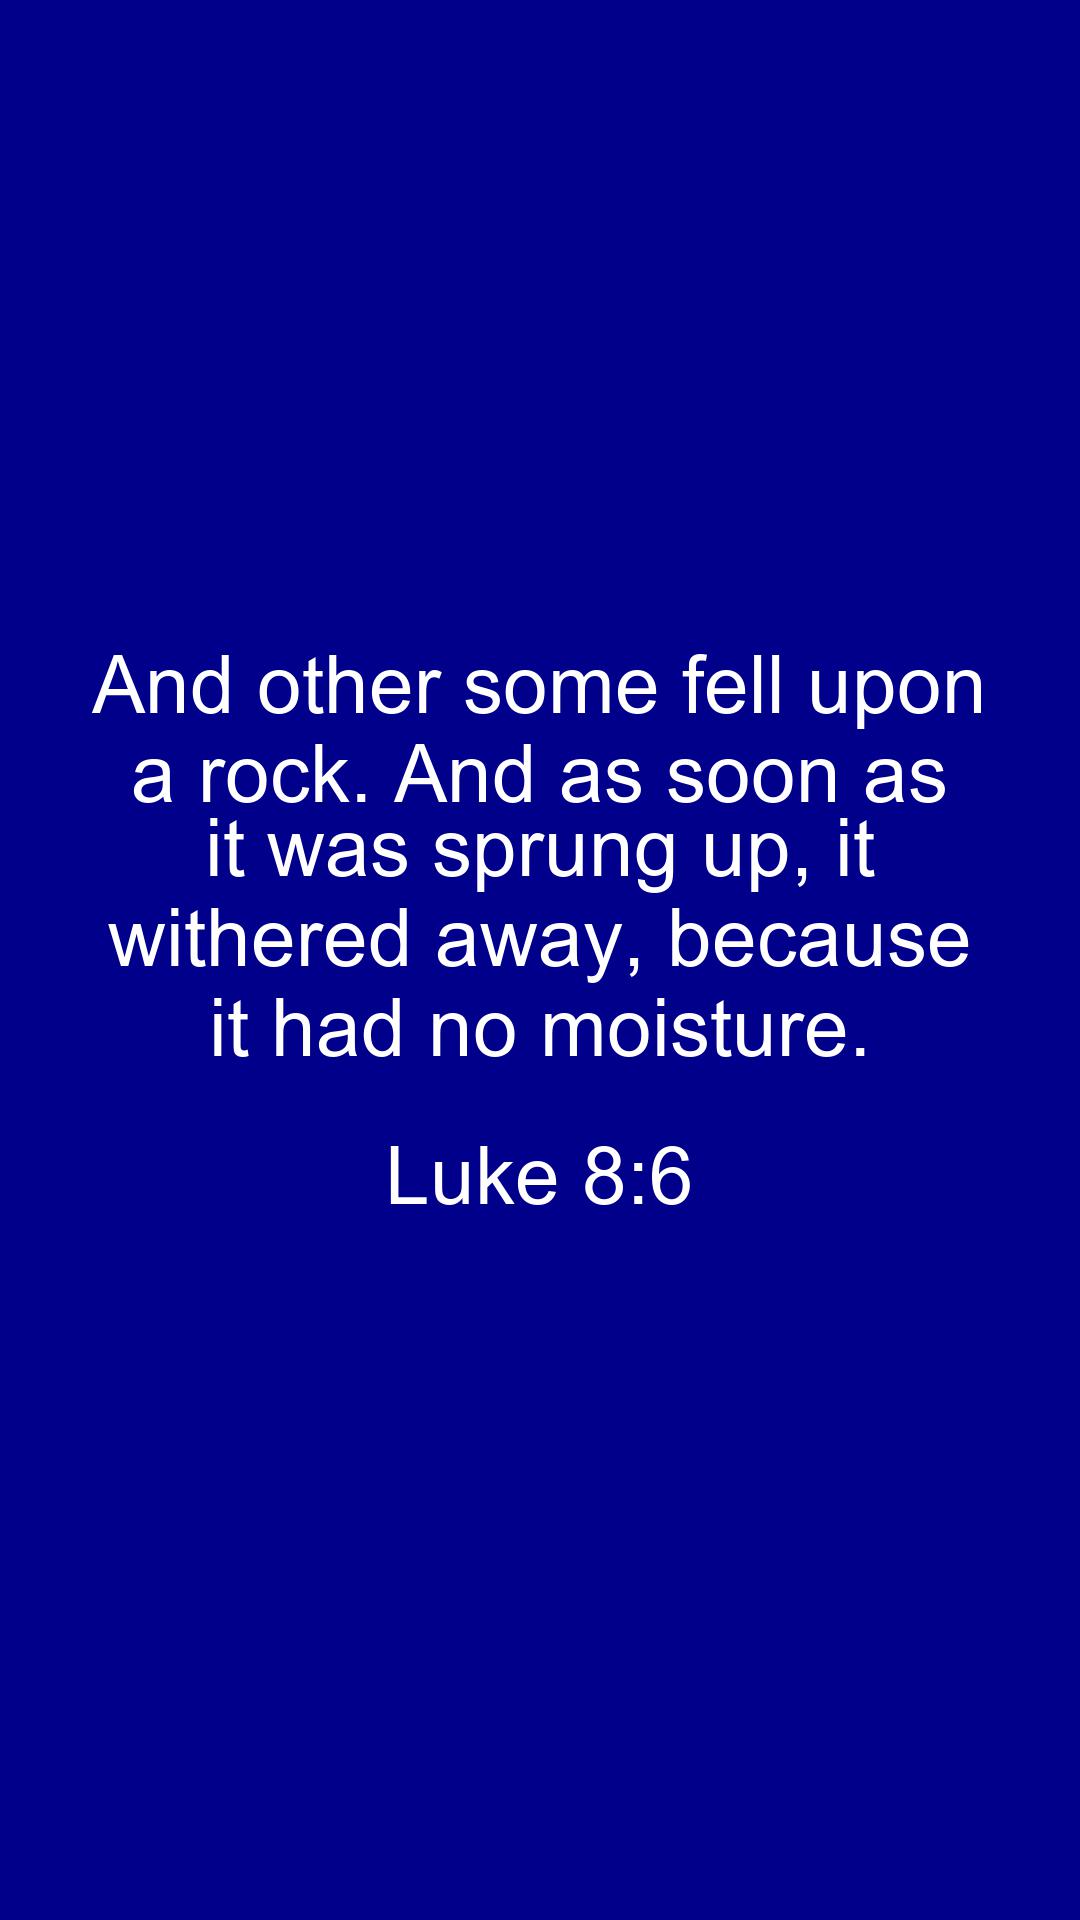 And other some fell upon
a rock. And as soon as
it was sprung up, it
withered away, because
it had no moisture.
Luke 8:6